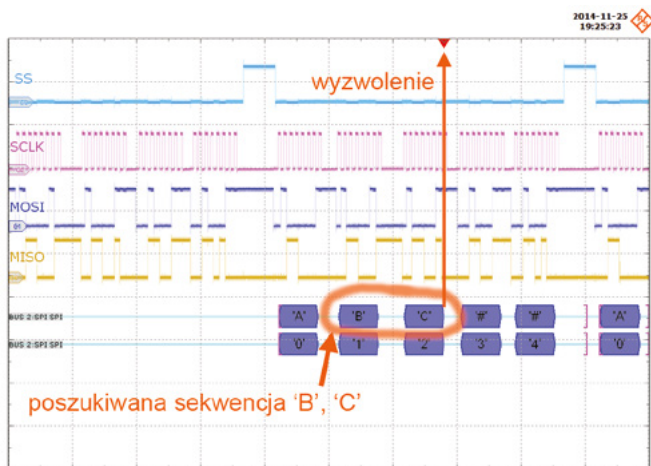 2014-11-25
19:25:23
wyzwolenie
SS
SCLK
MOSI
MISO
BUS 2:SPI SPI 'A' 'B' 'C' '#' '#' 'A'
BUS 2:SPI SPI '0' '1' '2' '3' '4' '0'
poszukiwana sekwencja 'B', 'C'